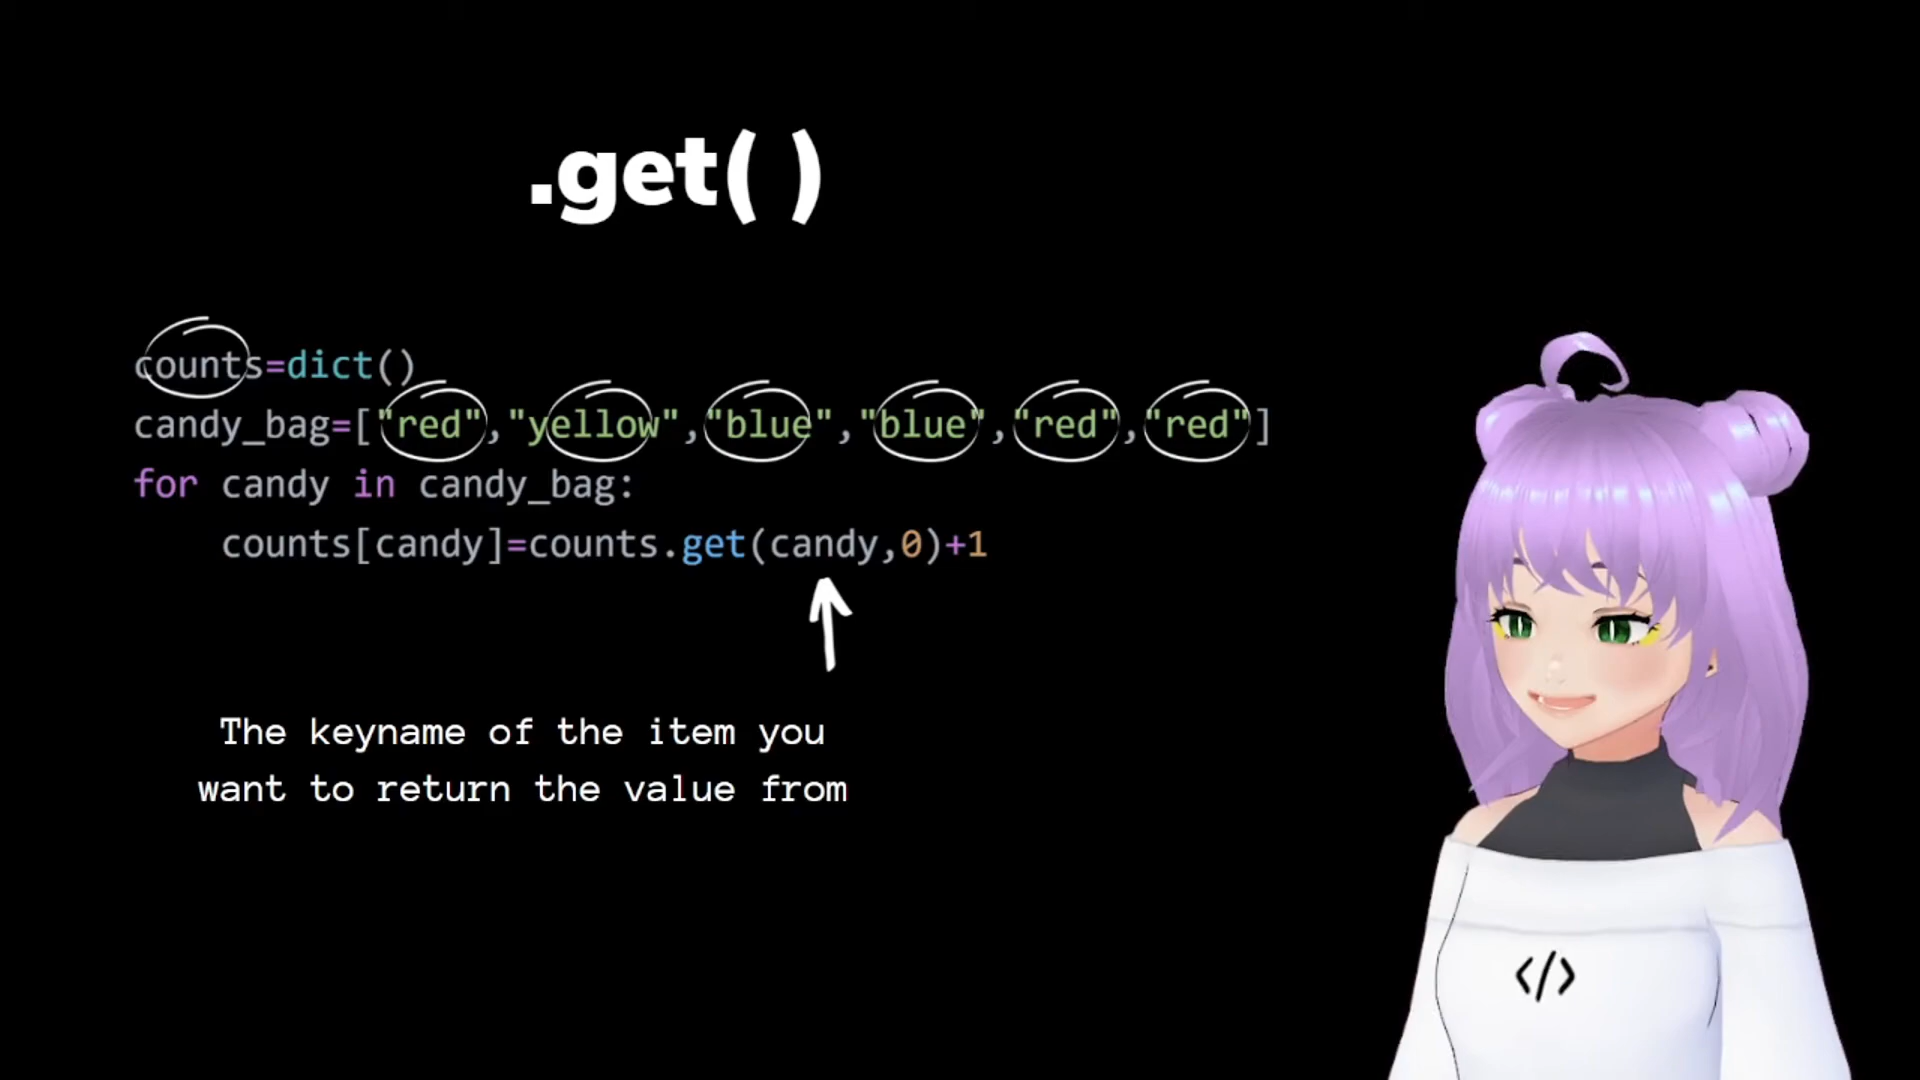 .get( )
counts=dict()
candy_bag=["red","yellow","blue","blue","red","red"]
for candy in candy_bag:
    counts[candy]=counts.get(candy,0)+1
The keyname of the item you
want to return the value from
</>